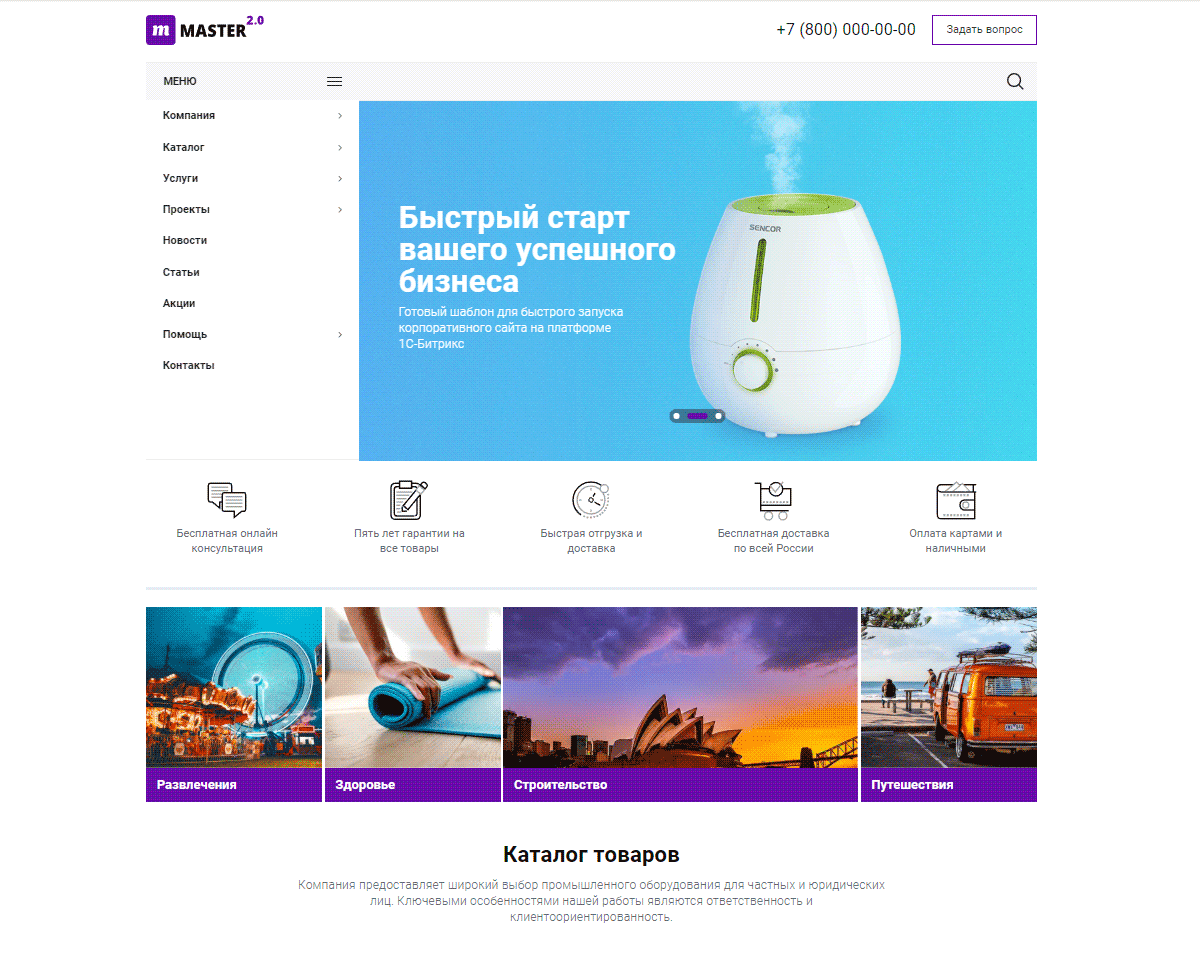 m MASTER 2.0
+7 (800) 000-00-00
Задать вопрос
МЕНЮ
Компания
Каталог
Услуги
Проекты
Новости
Статьи
Акции
Помощь
Контакты
Быстрый старт
вашего успешного
бизнеса
Готовый шаблон для быстрого запуска
корпоративного сайта на платформе
1С-Битрикс
SENCOR
Бесплатная онлайн
консультация
Пять лет гарантии на
все товары
Быстрая отгрузка и
доставка
Бесплатная доставка
по всей России
Оплата картами и
наличными
Развлечения
Здоровье
Строительство
Путешествия
Каталог товаров
Компания предоставляет широкий выбор промышленного оборудования для частных и юридических
лиц. Ключевыми особенностями нашей работы являются ответственность и
клиентоориентированность.